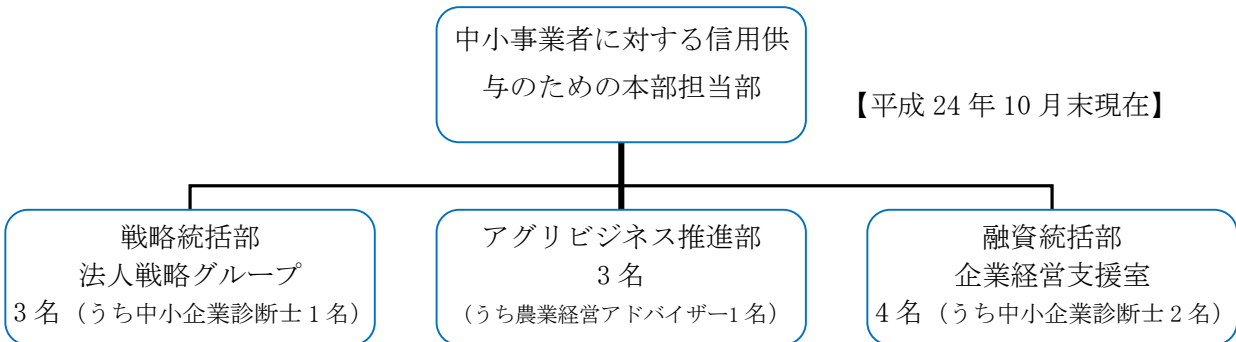 中小事業者に対する信用供
与のための本部担当部
【平成 24 年 10 月末現在】
戦略統括部
法人戦略グループ
3 名（うち中小企業診断士 1 名）
アグリビジネス推進部
3 名
（うち農業経営アドバイザー1 名）
融資統括部
企業経営支援室
4 名（うち中小企業診断士 2 名）